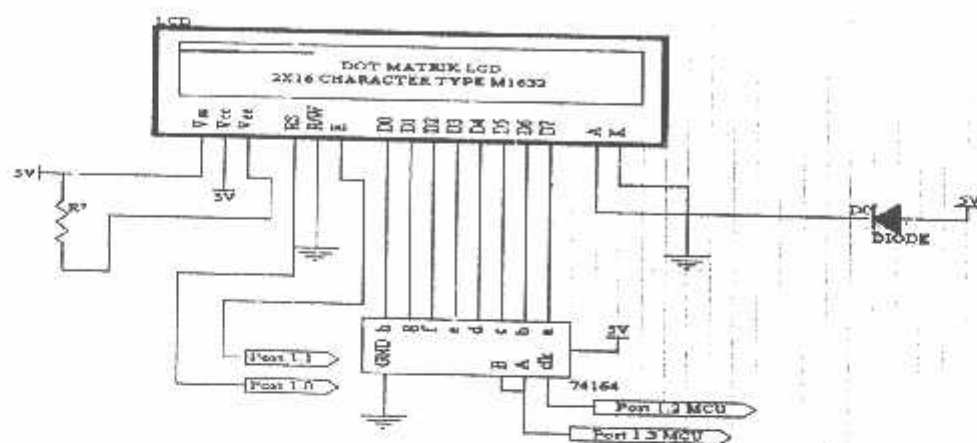 LCD
DOT MATRIK LCD
2X16 CHARACTER TYPE M1632
Vss Vcc Vee RS R/W E D0 D1 D2 D3 D4 D5 D6 D7 A K
5V
5V
R?
5V
DIODE
h g f e d c b a
GND B A clk
5V
74164
Port 1.1
Port 1.0
Port 1.2 MCU
Port 1.3 MCU